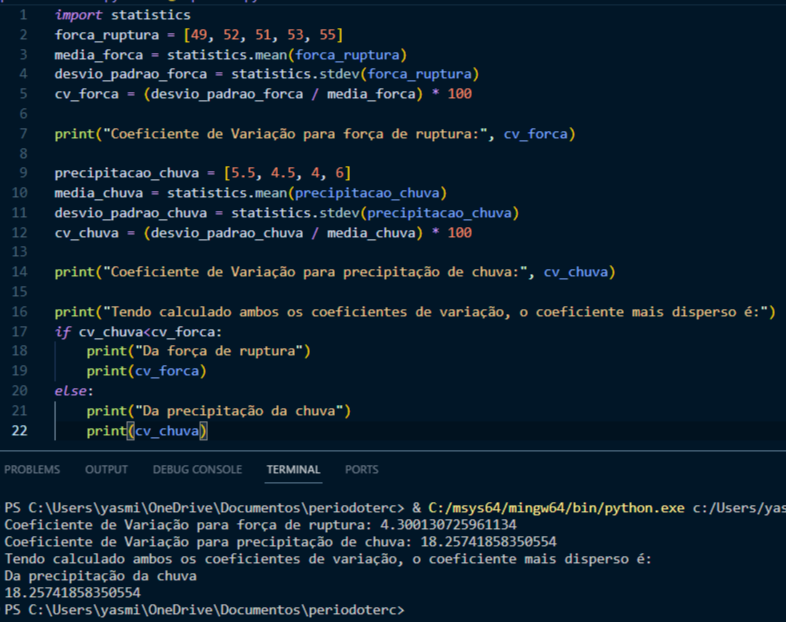 1 import statistics
2 forca_ruptura = [49, 52, 51, 53, 55]
3 media_forca = statistics.mean(forca_ruptura)
4 desvio_padrao_forca = statistics.stdev(forca_ruptura)
5 cv_forca = (desvio_padrao_forca / media_forca) * 100
6
7 print("Coeficiente de Variação para força de ruptura:", cv_forca)
8
9 precipitacao_chuva = [5.5, 4.5, 4, 6]
10 media_chuva = statistics.mean(precipitacao_chuva)
11 desvio_padrao_chuva = statistics.stdev(precipitacao_chuva)
12 cv_chuva = (desvio_padrao_chuva / media_chuva) * 100
13
14 print("Coeficiente de Variação para precipitação de chuva:", cv_chuva)
15
16 print("Tendo calculado ambos os coeficientes de variação, o coeficiente mais disperso é:")
17 if cv_chuva<cv_forca:
18     print("Da força de ruptura")
19     print(cv_forca)
20 else:
21     print("Da precipitação da chuva")
22     print(cv_chuva)
PROBLEMS OUTPUT DEBUG CONSOLE TERMINAL PORTS
PS C:\Users\yasmi\OneDrive\Documentos\periodoterc> & C:/msys64/mingw64/bin/python.exe c:/Users/yas
Coeficiente de Variação para força de ruptura: 4.300130725961134
Coeficiente de Variação para precipitação de chuva: 18.25741858350554
Tendo calculado ambos os coeficientes de variação, o coeficiente mais disperso é:
Da precipitação da chuva
18.25741858350554
PS C:\Users\yasmi\OneDrive\Documentos\periodoterc>